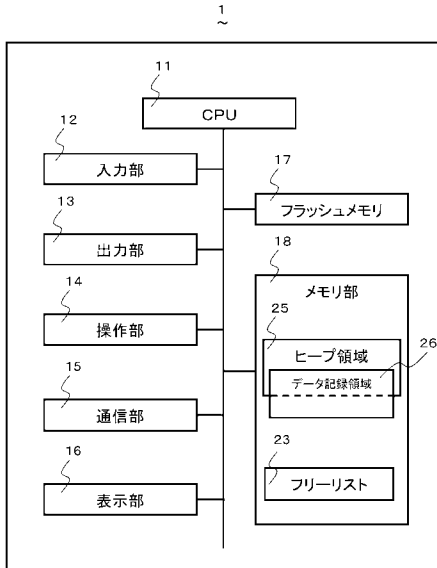 1
11
CPU
12
入力部
13
出力部
14
操作部
15
通信部
16
表示部
17
フラッシュメモリ
18
メモリ部
25
ヒープ領域
26
データ記録領域
23
フリーリスト